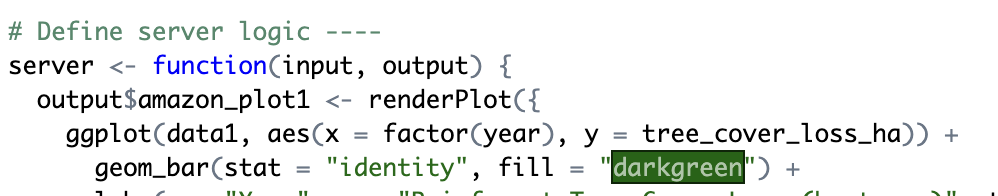 # Define server logic ----
server <- function(input, output) {
output$amazon_plot1 <- renderPlot({
ggplot(data1, aes(x = factor(year), y = tree_cover_loss_ha)) +
geom_bar(stat = "identity", fill = "darkgreen") +